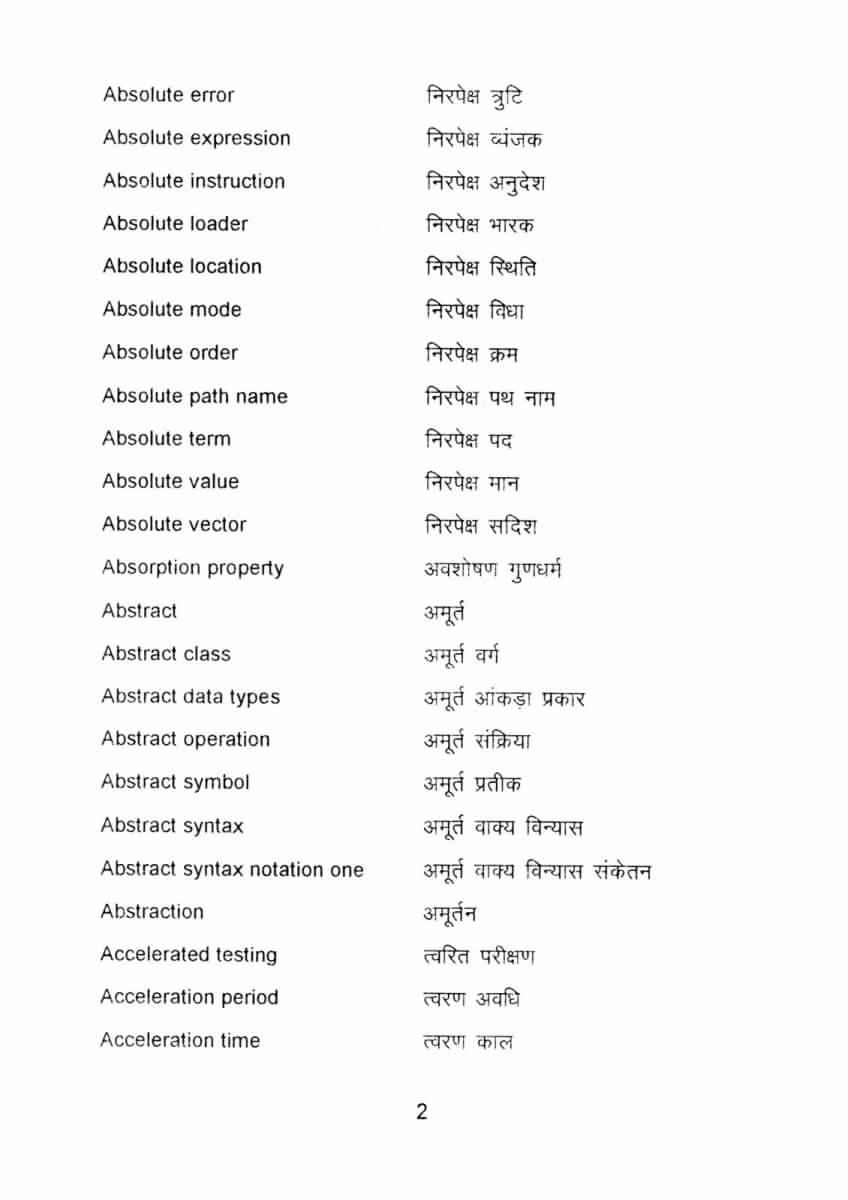 Absolute error निरपेक्ष त्रुटि
Absolute expression निरपेक्ष व्यंजक
Absolute instruction निरपेक्ष अनुदेश
Absolute loader निरपेक्ष भारक
Absolute location निरपेक्ष स्थिति
Absolute mode निरपेक्ष विधा
Absolute order निरपेक्ष क्रम
Absolute path name निरपेक्ष पथ नाम
Absolute term निरपेक्ष पद
Absolute value निरपेक्ष मान
Absolute vector निरपेक्ष सदिश
Absorption property अवशोषण गुणधर्म
Abstract अमूर्त
Abstract class अमूर्त वर्ग
Abstract data types अमूर्त आंकड़ा प्रकार
Abstract operation अमूर्त संक्रिया
Abstract symbol अमूर्त प्रतीक
Abstract syntax अमूर्त वाक्य विन्यास
Abstract syntax notation one अमूर्त वाक्य विन्यास संकेतन
Abstraction अमूर्तन
Accelerated testing त्वरित परीक्षण
Acceleration period त्वरण अवधि
Acceleration time त्वरण काल
2